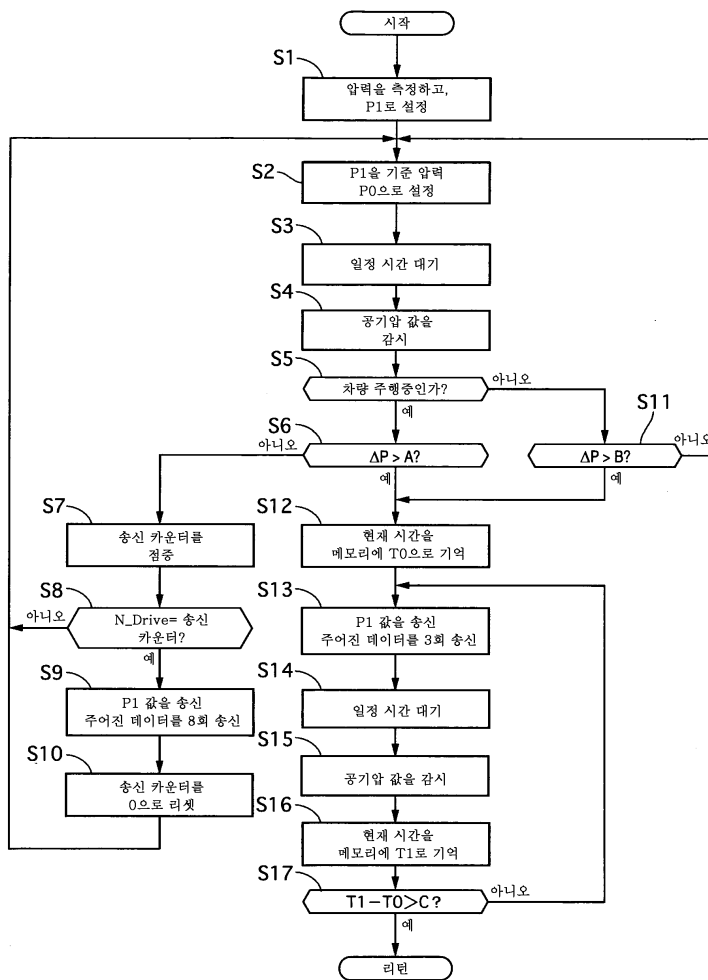 시작
S1
압력을 측정하고,
P1로 설정
S2
P1을 기준 압력
P0으로 설정
S3
일정 시간 대기
S4
공기압 값을
감시
S5
차량 주행중인가?
아니오
예
S6
아니오
ΔP > A?
예
S11
ΔP > B?
아니오
예
S7
송신 카운터를
점증
S8
아니오
N_Drive= 송신
카운터?
예
S9
P1 값을 송신
주어진 데이터를 8회 송신
S10
송신 카운터를
0으로 리셋
S12
현재 시간을
메모리에 T0으로 기억
S13
P1 값을 송신
주어진 데이터를 3회 송신
S14
일정 시간 대기
S15
공기압 값을 감시
S16
현재 시간을
메모리에 T1로 기억
S17
T1－T0>C?
아니오
예
리턴